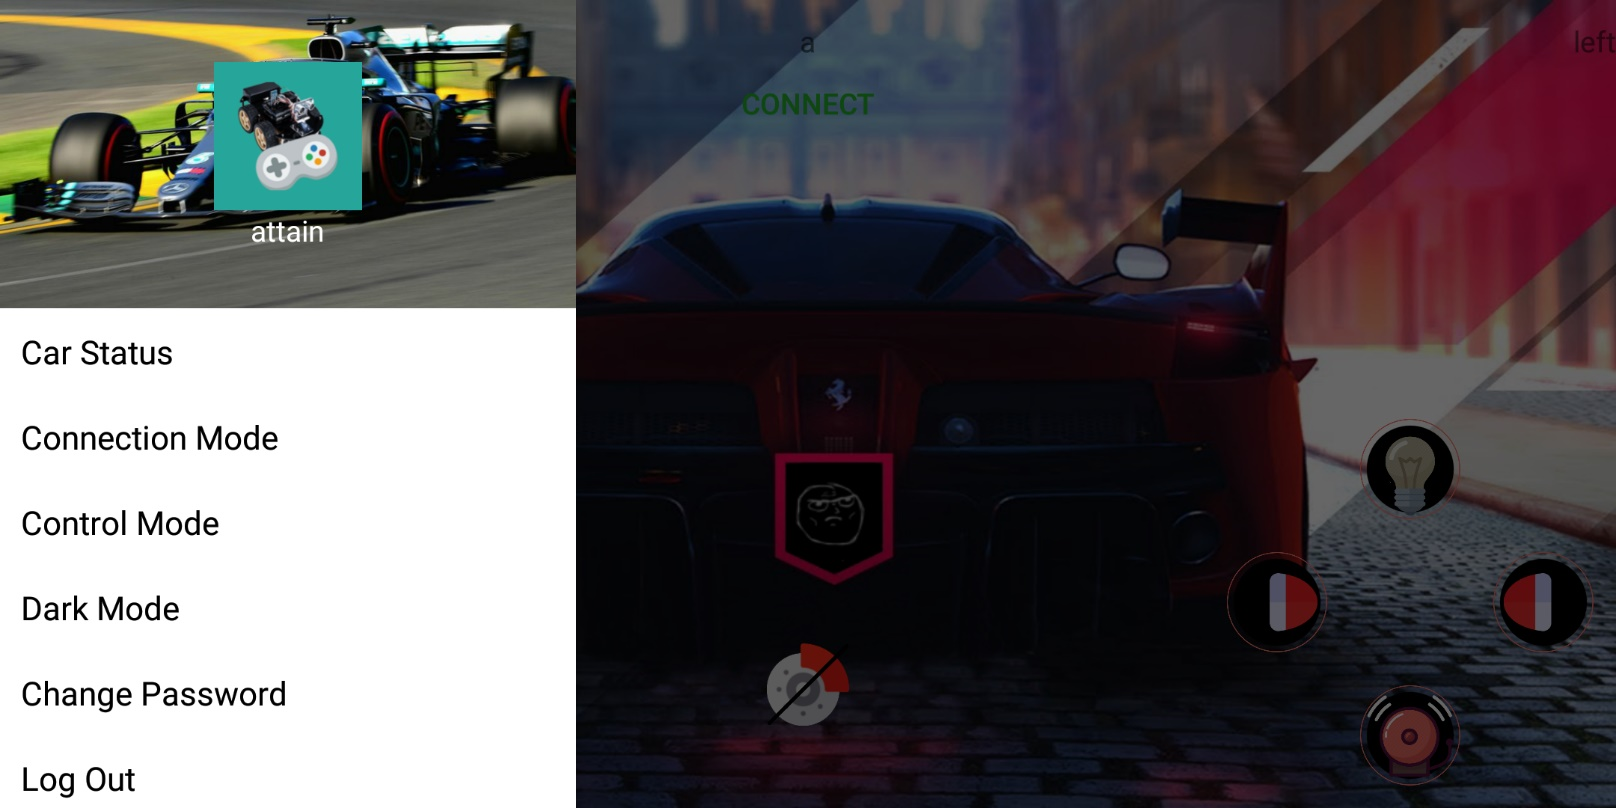 attain
Car Status
Connection Mode
Control Mode
Dark Mode
Change Password
Log Out
a
left
CONNECT